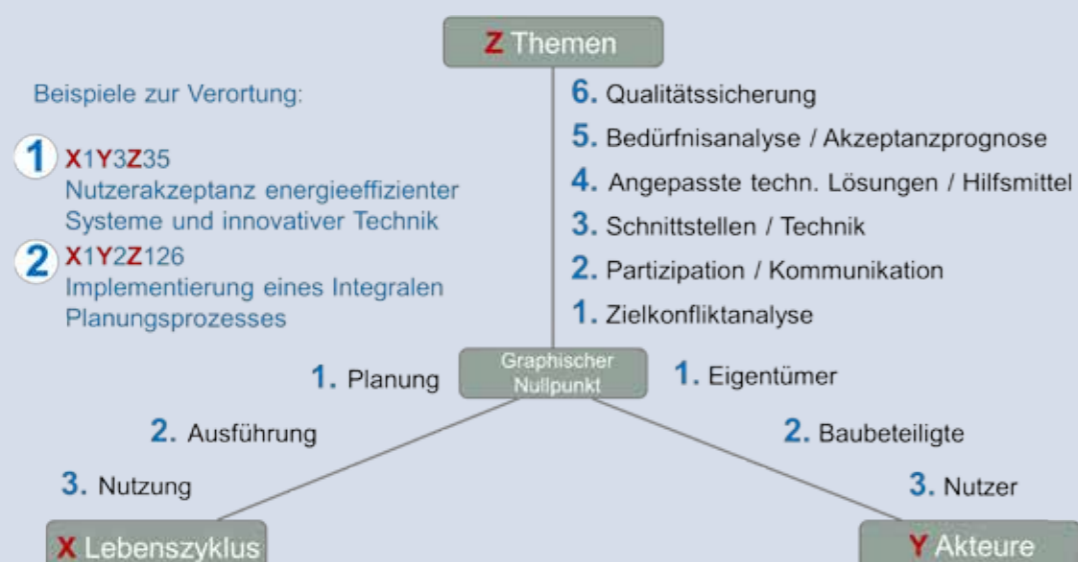 Z Themen
Beispiele zur Verortung:
1 X1Y3Z35
Nutzerakzeptanz energieeffizienter
Systeme und innovativer Technik
2 X1Y2Z126
Implementierung eines Integralen
Planungsprozesses
6. Qualitätssicherung
5. Bedürfnisanalyse / Akzeptanzprognose
4. Angepasste techn. Lösungen / Hilfsmittel
3. Schnittstellen / Technik
2. Partizipation / Kommunikation
1. Zielkonfliktanalyse
Graphischer
Nullpunkt
1. Planung
2. Ausführung
3. Nutzung
X Lebenszyklus
1. Eigentümer
2. Baubeteiligte
3. Nutzer
Y Akteure